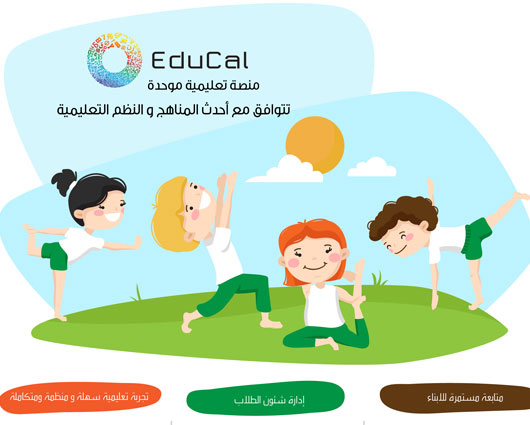 EduCal
منصة تعليمية موحدة
تتوافق مع أحدث المناهج و النظم التعليمية
متابعة مستمرة للأبناء
إدارة شئون الطلاب
تجربة تعليمية سهلة و منظمة ومتكاملة